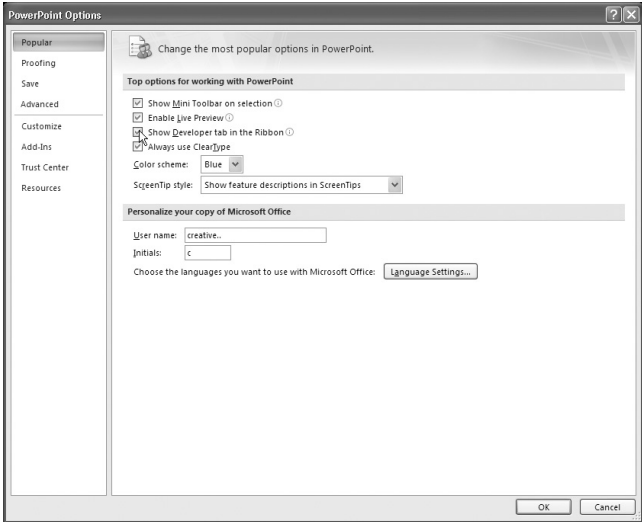 PowerPoint Options
Popular
Proofing
Save
Advanced
Customize
Add-Ins
Trust Center
Resources
Change the most popular options in PowerPoint.
Top options for working with PowerPoint
Show Mini Toolbar on selection
Enable Live Preview
Show Developer tab in the Ribbon
Always use ClearType
Color scheme: Blue
ScreenTip style: Show feature descriptions in ScreenTips
Personalize your copy of Microsoft Office
User name: creative..
Initials: c
Choose the languages you want to use with Microsoft Office: Language Settings...
OK Cancel